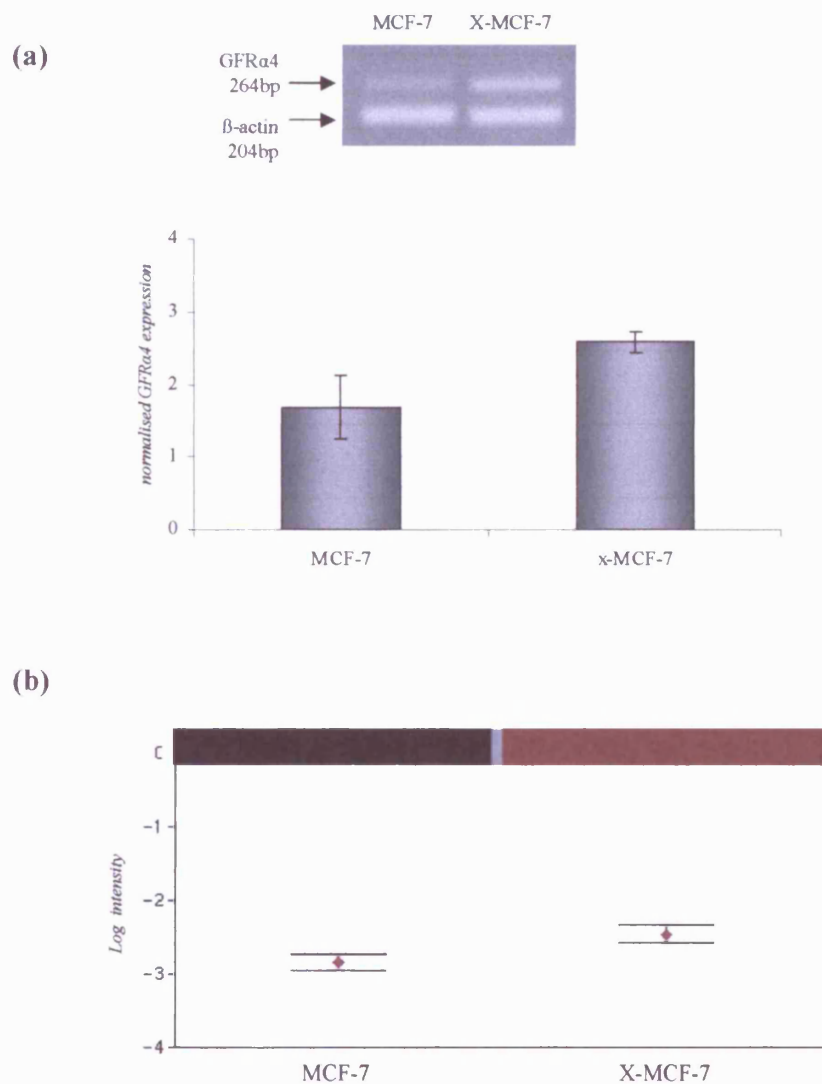 (a)
MCF-7 X-MCF-7
GFRα4
264bp
ß-actin
204bp
normalised GFRα4 expression
4
3
2
1
0
MCF-7 x-MCF-7
(b)
C
Log intensity
-1
-2
-3
-4
MCF-7 X-MCF-7